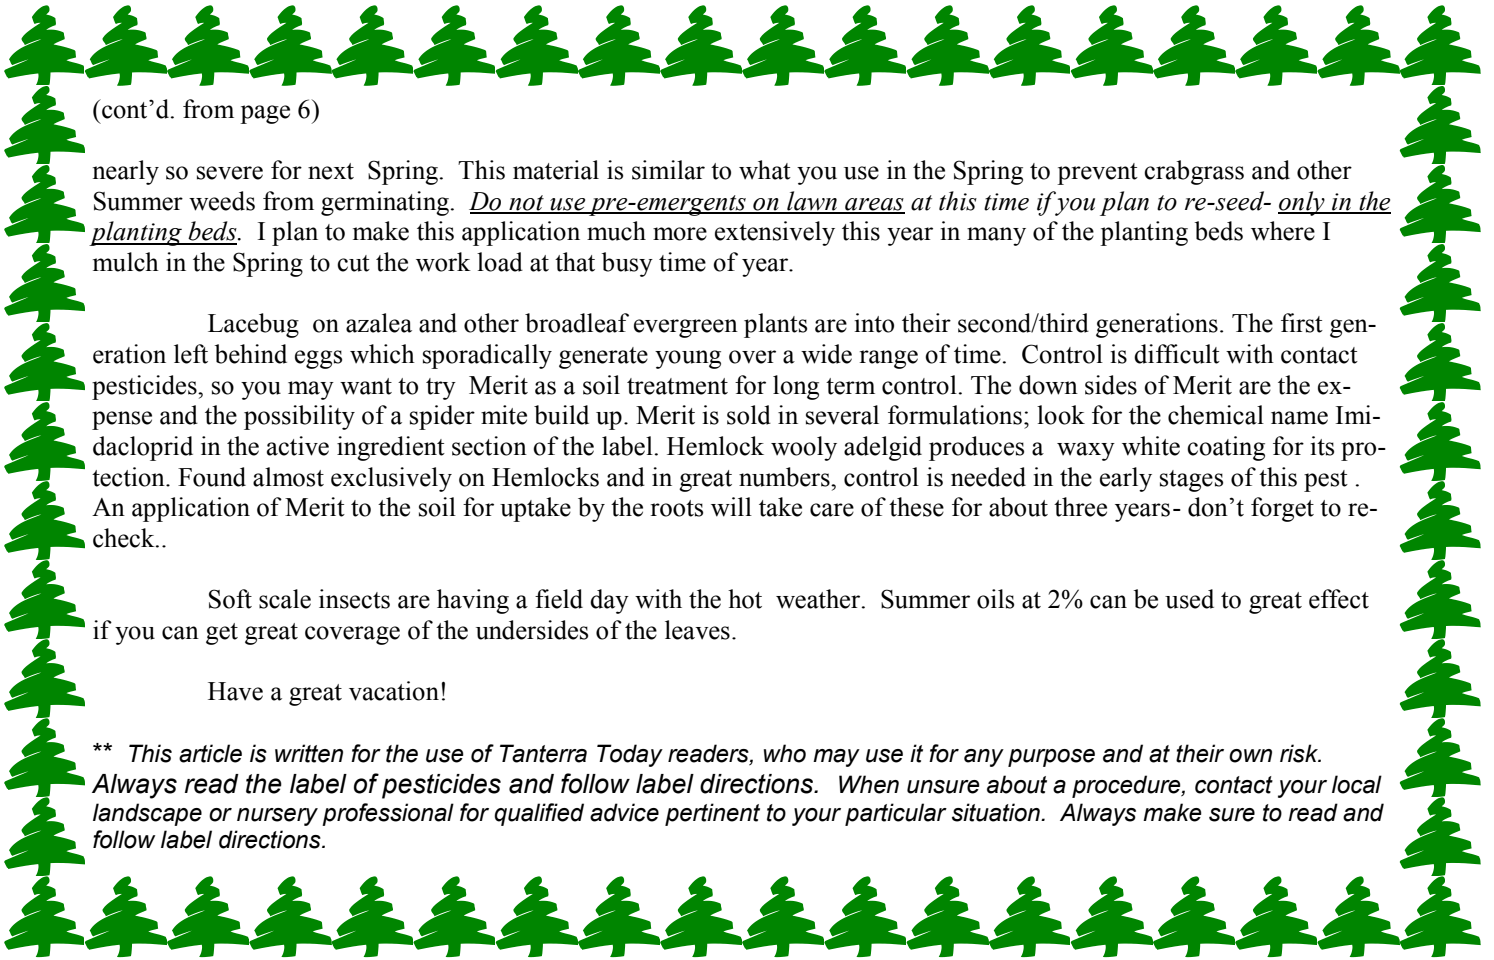 (cont’d. from page 6)
nearly so severe for next  Spring.  This material is similar to what you use in the Spring to prevent crabgrass and other
Summer weeds from germinating.  Do not use pre-emergents on lawn areas at this time if you plan to re-seed- only in the
planting beds.  I plan to make this application much more extensively this year in many of the planting beds where I
mulch in the Spring to cut the work load at that busy time of year.
Lacebug  on azalea and other broadleaf evergreen plants are into their second/third generations. The first gen-
eration left behind eggs which sporadically generate young over a wide range of time.  Control is difficult with contact
pesticides, so you may want to try  Merit as a soil treatment for long term control. The down sides of Merit are the ex-
pense and the possibility of a spider mite build up. Merit is sold in several formulations; look for the chemical name Imi-
dacloprid in the active ingredient section of the label. Hemlock wooly adelgid produces a  waxy white coating for its pro-
tection. Found almost exclusively on Hemlocks and in great numbers, control is needed in the early stages of this pest .
An application of Merit to the soil for uptake by the roots will take care of these for about three years- don’t forget to re-
check..
Soft scale insects are having a field day with the hot  weather.  Summer oils at 2% can be used to great effect
if you can get great coverage of the undersides of the leaves.
Have a great vacation!
**  This article is written for the use of Tanterra Today readers, who may use it for any purpose and at their own risk.
Always read the label of pesticides and follow label directions.  When unsure about a procedure, contact your local
landscape or nursery professional for qualified advice pertinent to your particular situation.  Always make sure to read and
follow label directions.